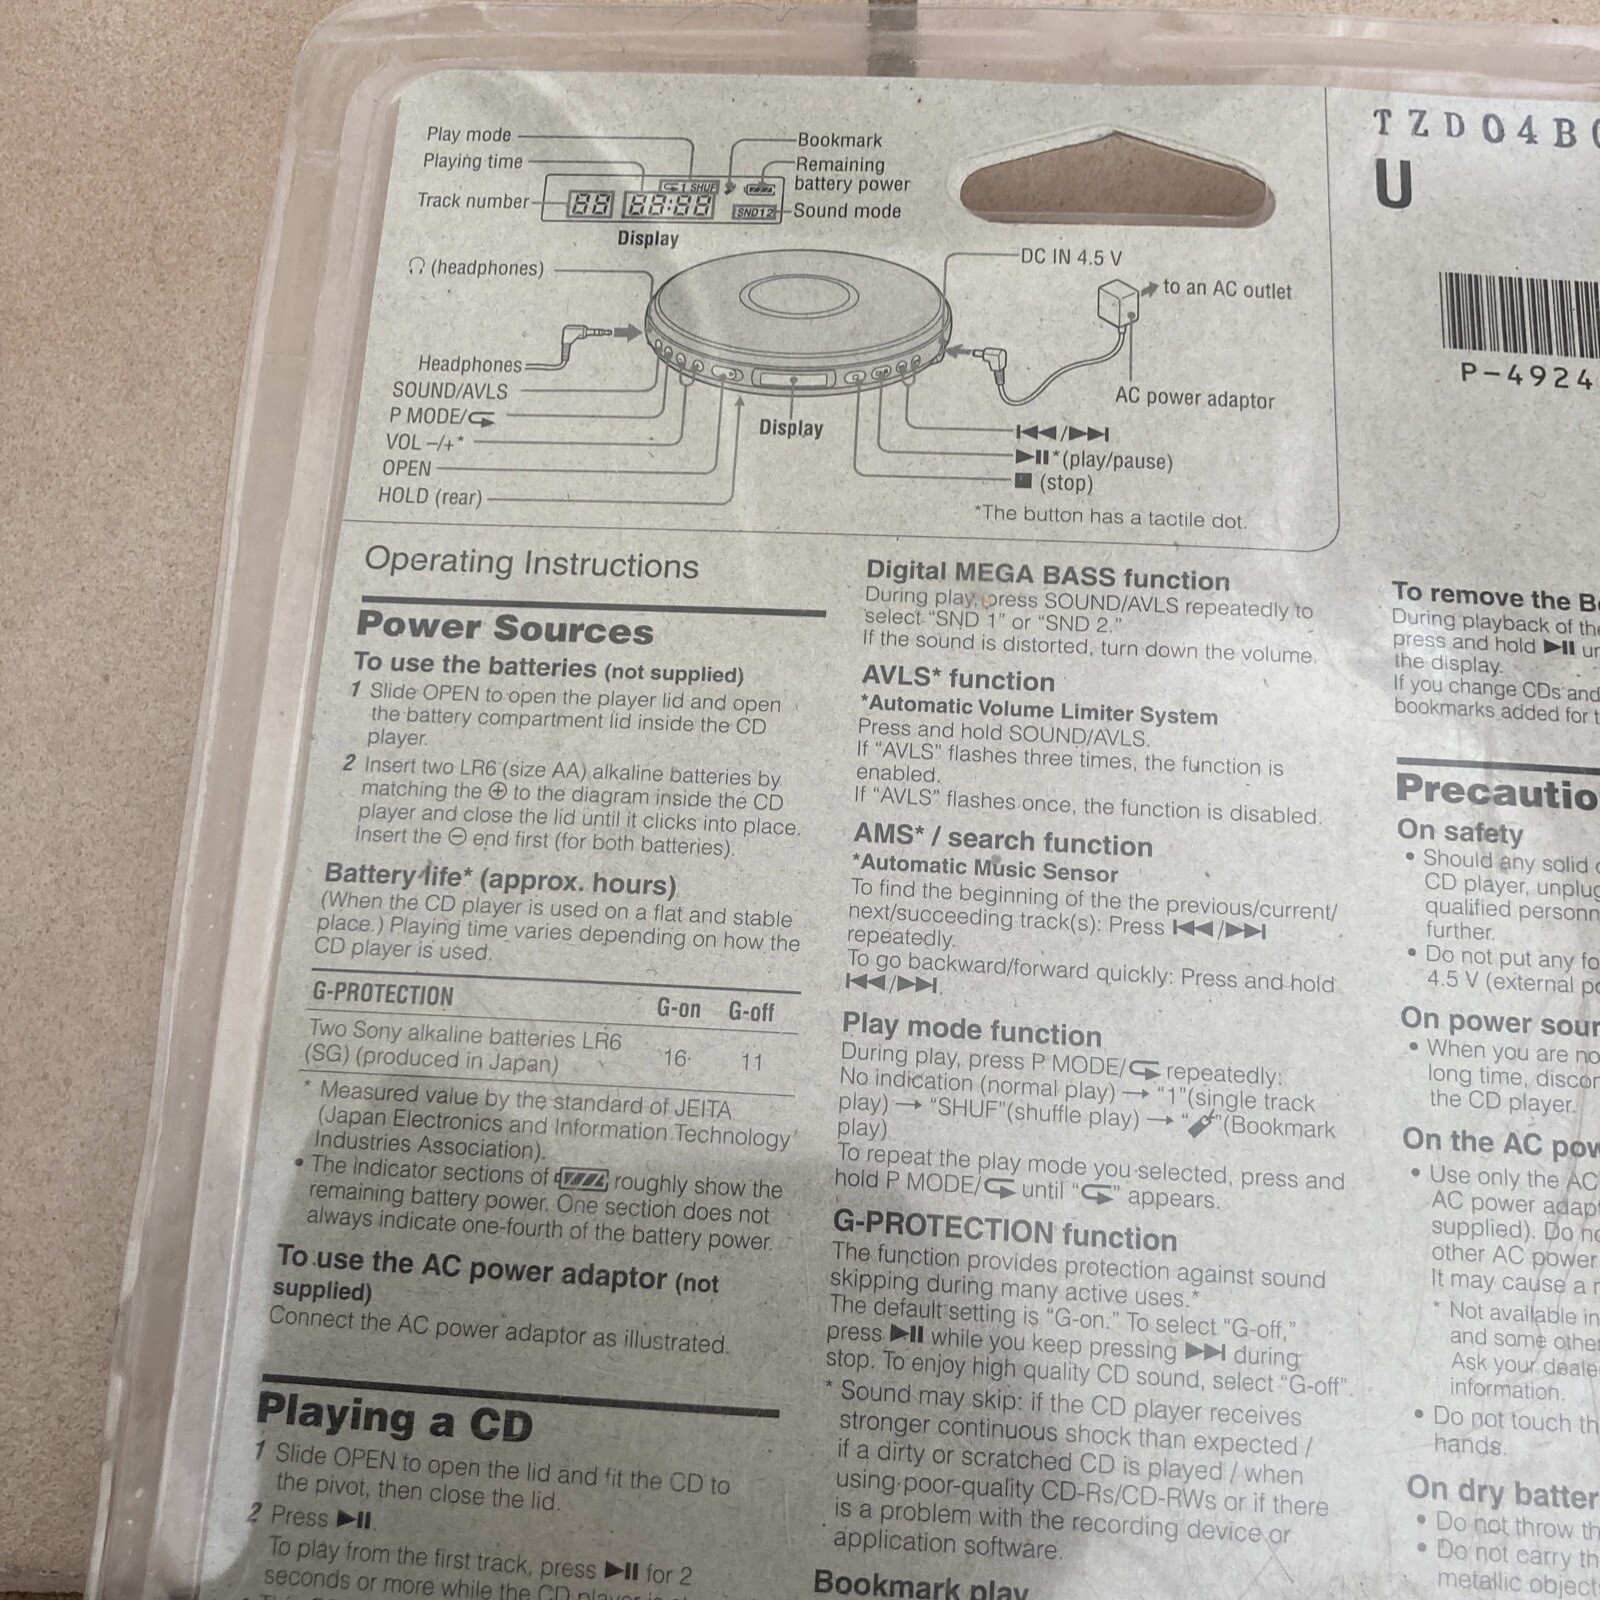 Play mode
Playing time
Track number
Bookmark
Remaining
battery power
Sound mode
1 SHUF
88 88:88 SND12
Display
(headphones)
Headphones
SOUND/AVLS
P MODE/
VOL –/+*
OPEN
HOLD (rear)
Display
DC IN 4.5 V
to an AC outlet
AC power adaptor
/
*(play/pause)
(stop)
*The button has a tactile dot.
TZD04B
U
P-4924
Operating Instructions
Power Sources
To use the batteries (not supplied)
1 Slide OPEN to open the player lid and open
the battery compartment lid inside the CD
player.
2 Insert two LR6 (size AA) alkaline batteries by
matching the ⊕ to the diagram inside the CD
player and close the lid until it clicks into place.
Insert the ⊖ end first (for both batteries).
Battery life* (approx. hours)
(When the CD player is used on a flat and stable
place.) Playing time varies depending on how the
CD player is used.
G-PROTECTION G-on G-off
Two Sony alkaline batteries LR6
(SG) (produced in Japan) 16 11
* Measured value by the standard of JEITA
(Japan Electronics and Information Technology
Industries Association).
• The indicator sections of roughly show the
remaining battery power. One section does not
always indicate one-fourth of the battery power.
To use the AC power adaptor (not
supplied)
Connect the AC power adaptor as illustrated.
Playing a CD
1 Slide OPEN to open the lid and fit the CD to
the pivot, then close the lid.
2 Press ►II.
To play from the first track, press ►II for 2
seconds or more while the CD player is
Digital MEGA BASS function
During play, press SOUND/AVLS repeatedly to
select “SND 1” or “SND 2.”
If the sound is distorted, turn down the volume.
AVLS* function
*Automatic Volume Limiter System
Press and hold SOUND/AVLS.
If “AVLS” flashes three times, the function is
enabled.
If “AVLS” flashes once, the function is disabled.
AMS* / search function
*Automatic Music Sensor
To find the beginning of the the previous/current/
next/succeeding track(s): Press I◄◄/►►I
repeatedly.
To go backward/forward quickly: Press and hold
I◄◄/►►I.
Play mode function
During play, press P MODE/ repeatedly:
No indication (normal play) → “1”(single track
play) → “SHUF”(shuffle play) → “ ”(Bookmark
play)
To repeat the play mode you selected, press and
hold P MODE/ until “ ” appears.
G-PROTECTION function
The function provides protection against sound
skipping during many active uses.*
The default setting is “G-on.” To select “G-off,”
press ►II while you keep pressing ►►I during
stop. To enjoy high quality CD sound, select “G-off”.
* Sound may skip: if the CD player receives
stronger continuous shock than expected /
if a dirty or scratched CD is played / when
using poor-quality CD-Rs/CD-RWs or if there
is a problem with the recording device or
application software.
Bookmark play
To remove the B
During playback of the
press and hold ►II
the display.
If you change CDs and
bookmarks added for
Precautio
On safety
• Should any solid
CD player, unplug
qualified personn
further.
• Do not put any fo
4.5 V (external po
On power sour
• When you are no
long time, discon
the CD player.
On the AC pow
• Use only the AC
AC power adapt
supplied). Do no
other AC power
It may cause a
* Not available in
and some other
Ask your deale
information.
• Do not touch th
hands.
On dry batter
• Do not throw th
• Do not carry th
metallic object